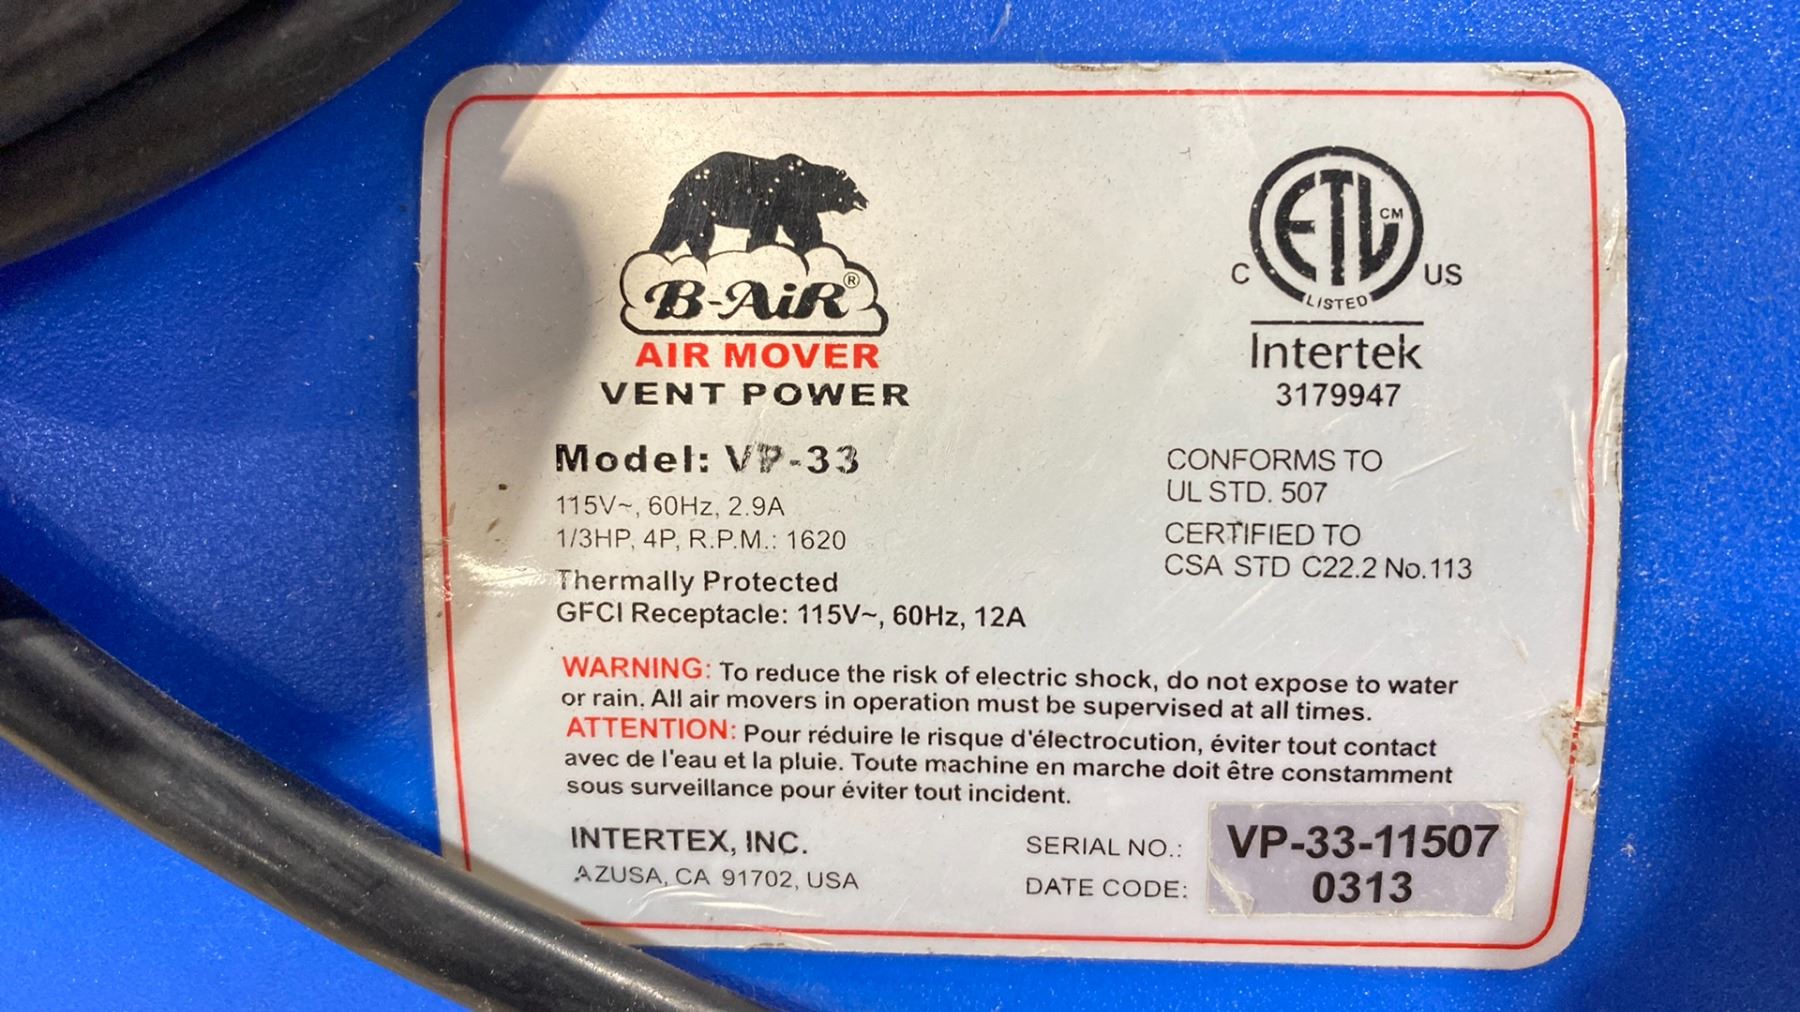 B-AiR®
AIR MOVER
VENT POWER
Model: VP-33
115V~, 60Hz, 2.9A
1/3HP, 4P, R.P.M.: 1620
Thermally Protected
GFCI Receptacle: 115V~, 60Hz, 12A
C ETL CM US
LISTED
Intertek
3179947
CONFORMS TO
UL STD. 507
CERTIFIED TO
CSA STD C22.2 No.113
WARNING: To reduce the risk of electric shock, do not expose to water
or rain. All air movers in operation must be supervised at all times.
ATTENTION: Pour réduire le risque d'électrocution, éviter tout contact
avec de l'eau et la pluie. Toute machine en marche doit être constamment
sous surveillance pour éviter tout incident.
INTERTEX, INC.
AZUSA, CA 91702, USA
SERIAL NO.: VP-33-11507
DATE CODE: 0313